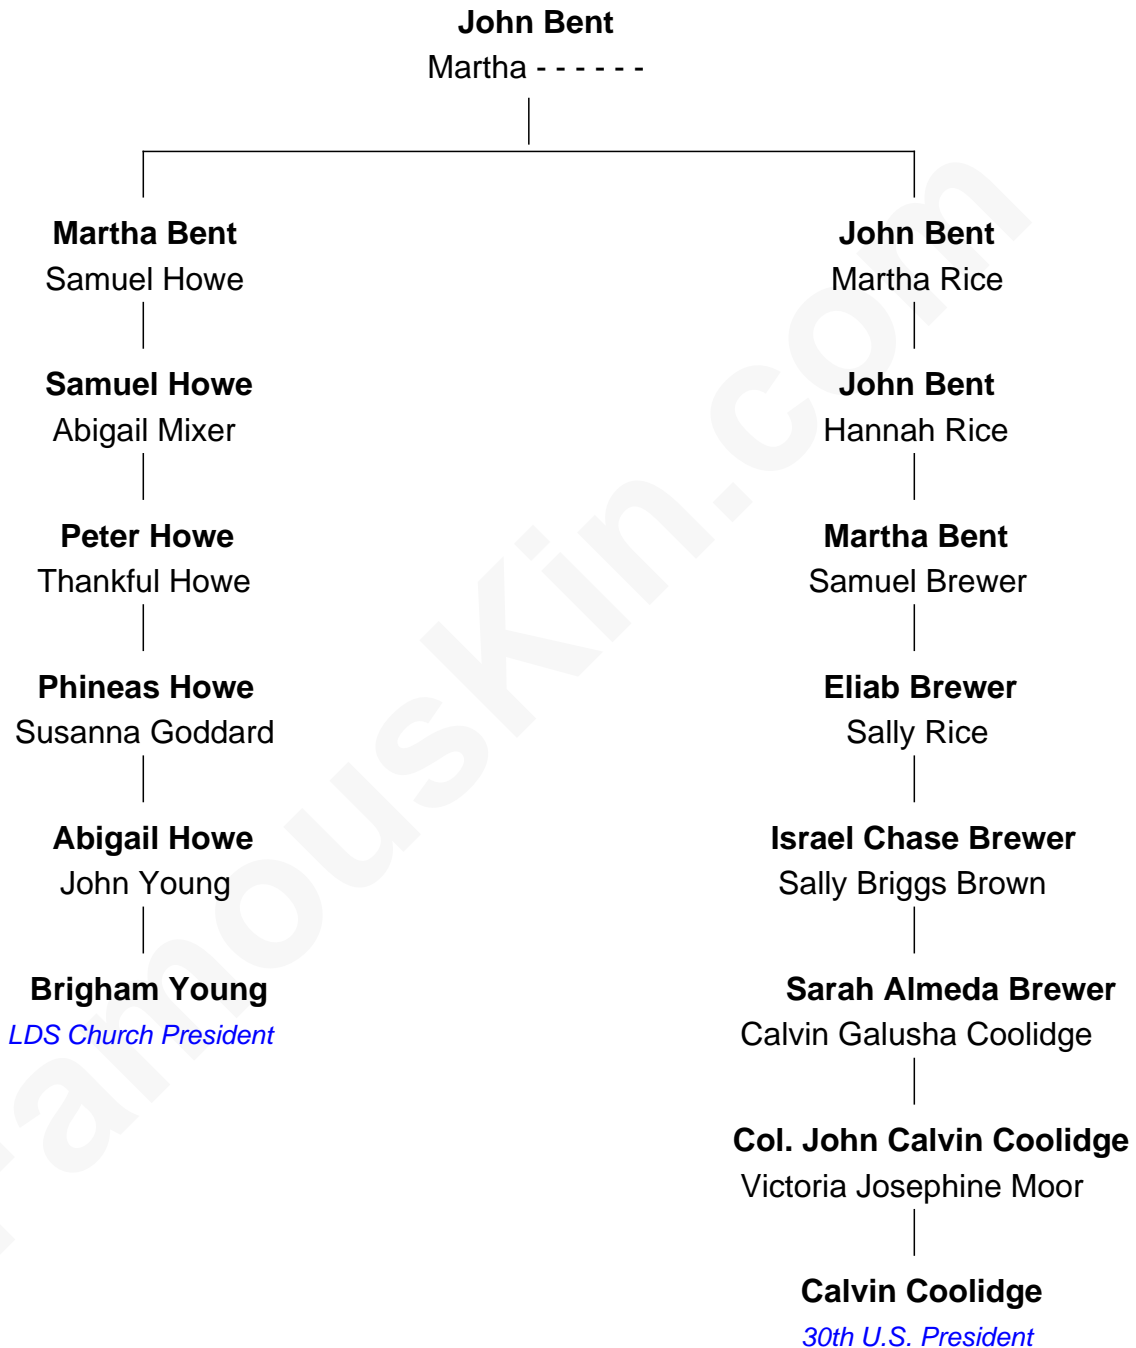 John Bent
Martha - - - - - -
Martha Bent
Samuel Howe
John Bent
Martha Rice
Samuel Howe
Abigail Mixer
John Bent
Hannah Rice
Peter Howe
Thankful Howe
Martha Bent
Samuel Brewer
Phineas Howe
Susanna Goddard
Eliab Brewer
Sally Rice
Abigail Howe
John Young
Israel Chase Brewer
Sally Briggs Brown
Brigham Young
LDS Church President
Sarah Almeda Brewer
Calvin Galusha Coolidge
Col. John Calvin Coolidge
Victoria Josephine Moor
Calvin Coolidge
30th U.S. President
FamousKin.com